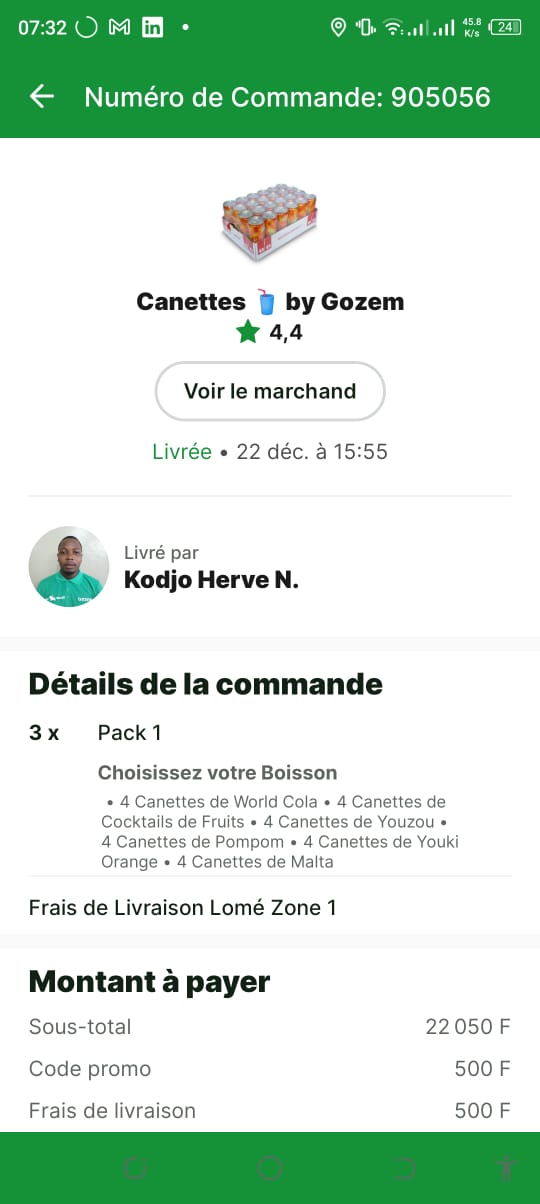 07:32
45.8
K/s
24
Numéro de Commande: 905056
Canettes 🥤 by Gozem
4,4
Voir le marchand
Livrée • 22 déc. à 15:55
Livré par
Kodjo Herve N.
Détails de la commande
3 x Pack 1
Choisissez votre Boisson
• 4 Canettes de World Cola • 4 Canettes de
Cocktails de Fruits • 4 Canettes de Youzou •
4 Canettes de Pompom • 4 Canettes de Youki
Orange • 4 Canettes de Malta
Frais de Livraison Lomé Zone 1
Montant à payer
Sous-total 22 050 F
Code promo 500 F
Frais de livraison 500 F